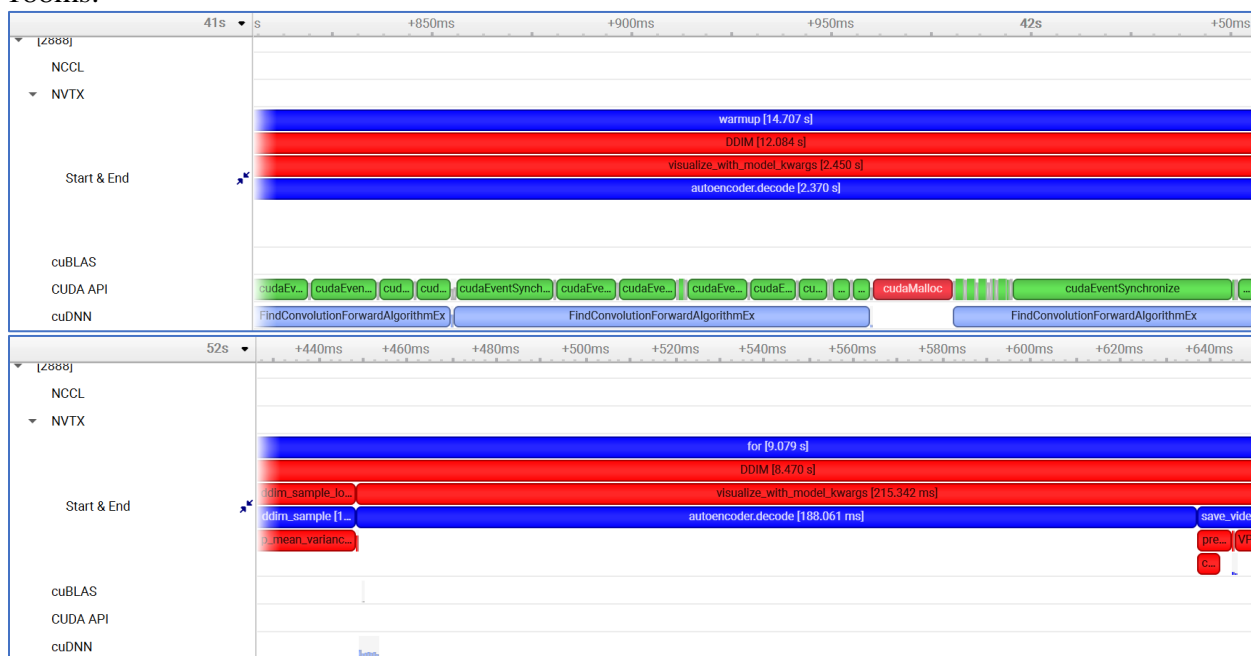 41s s +850ms +900ms +950ms 42s +50ms
[2888]
NCCL
NVTX
warmup [14.707 s]
DDIM [12.084 s]
visualize_with_model_kwargs [2.450 s]
Start & End
autoencoder.decode [2.370 s]
cuBLAS
CUDA API cudaEv... cudaEven... cud... cud... cudaEventSynch... cudaEve... cudaEve... cudaEve... cudaE... cu... ... ... cudaMalloc cudaEventSynchronize ...
cuDNN FindConvolutionForwardAlgorithmEx FindConvolutionForwardAlgorithmEx FindConvolutionForwardAlgorithmEx
52s +440ms +460ms +480ms +500ms +520ms +540ms +560ms +580ms +600ms +620ms +640ms
[2888]
NCCL
NVTX
for [9.079 s]
DDIM [8.470 s]
ddim_sample_lo... visualize_with_model_kwargs [215.342 ms]
Start & End
ddim_sample [1... autoencoder.decode [188.061 ms] save_vide
p_mean_varianc... pre... VF
c...
cuBLAS
CUDA API
cuDNN